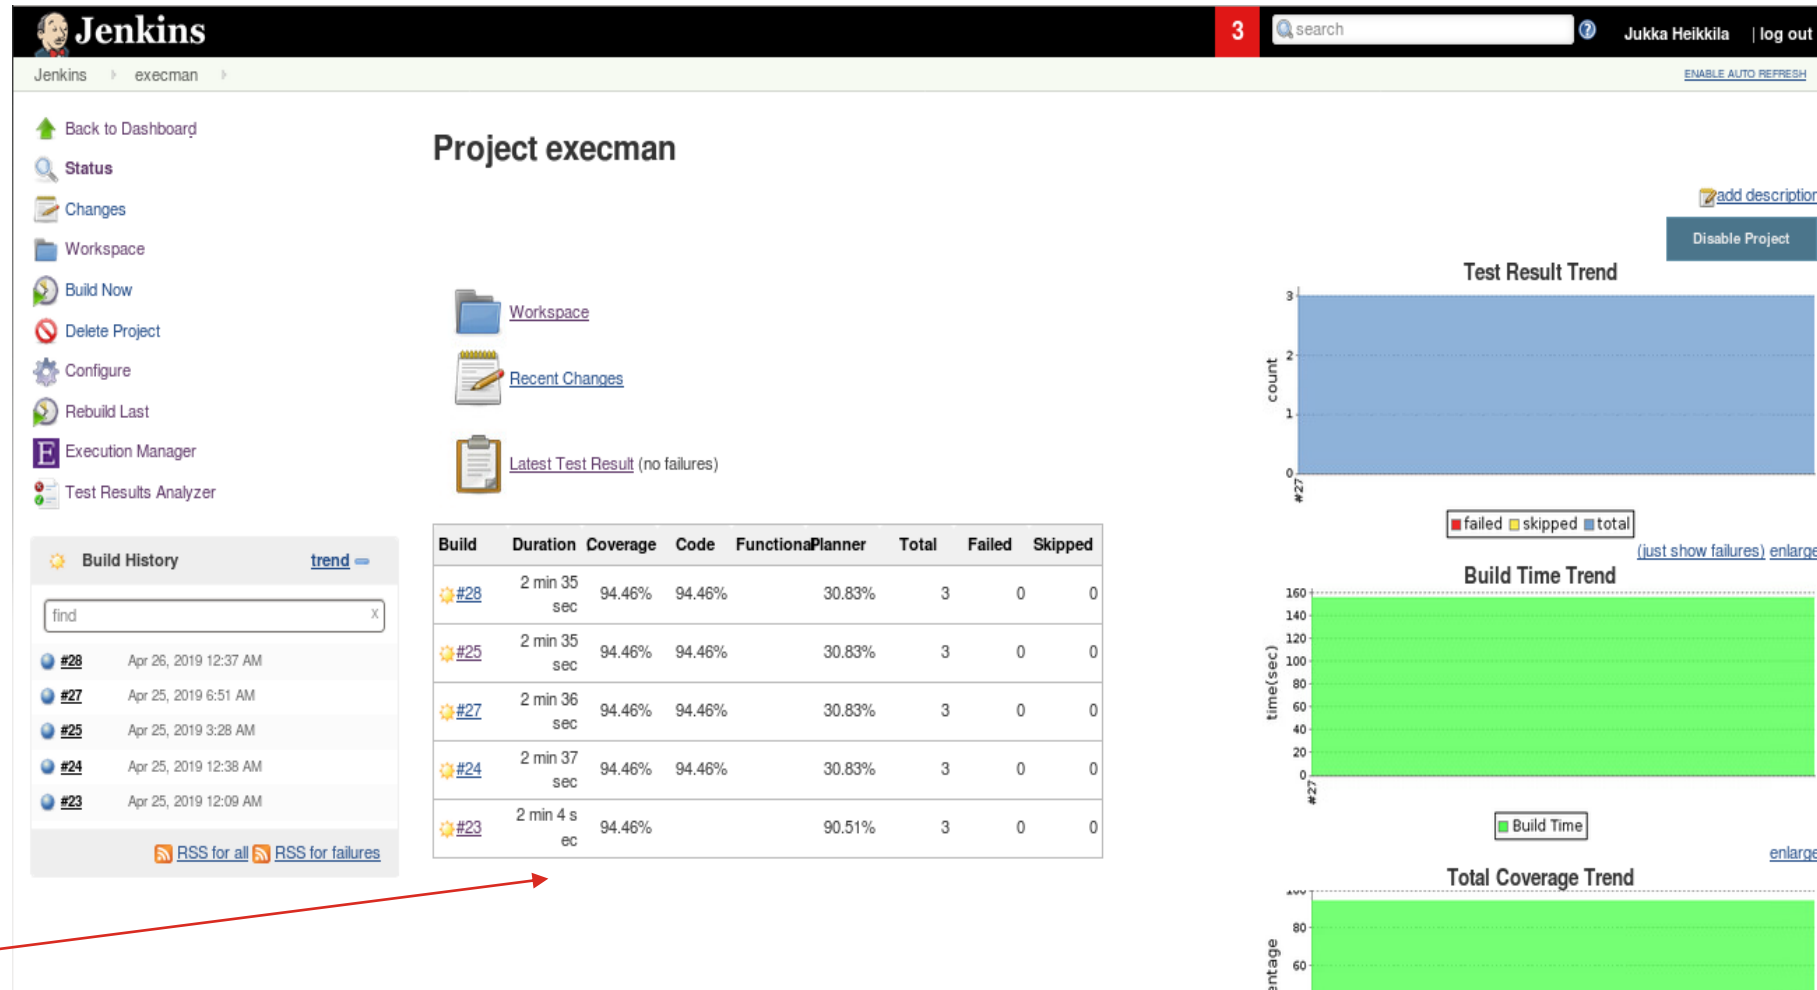 Jenkins
3
search
Jukka Heikkila | log out
Jenkins execman
ENABLE AUTO REFRESH
Back to Dashboard
Status
Changes
Workspace
Build Now
Delete Project
Configure
Rebuild Last
E Execution Manager
Test Results Analyzer
Build History trend
find x
#28 Apr 26, 2019 12:37 AM
#27 Apr 25, 2019 6:51 AM
#25 Apr 25, 2019 3:28 AM
#24 Apr 25, 2019 12:38 AM
#23 Apr 25, 2019 12:09 AM
RSS for all RSS for failures
Project execman
Workspace
Recent Changes
Latest Test Result (no failures)
Build Duration Coverage Code FunctionaPlanner Total Failed Skipped
#28 2 min 35 94.46% 94.46% 30.83% 3 0 0
sec
#25 2 min 35 94.46% 94.46% 30.83% 3 0 0
sec
#27 2 min 36 94.46% 94.46% 30.83% 3 0 0
sec
#24 2 min 37 94.46% 94.46% 30.83% 3 0 0
sec
#23 2 min 4 s 94.46% 90.51% 3 0 0
ec
add description
Disable Project
Test Result Trend
3
2
1
0
count
#27
failed skipped total
(just show failures) enlarge
Build Time Trend
160
140
120
100
80
60
40
20
0
time(sec)
#27
Build Time
enlarge
Total Coverage Trend
80
60
entage